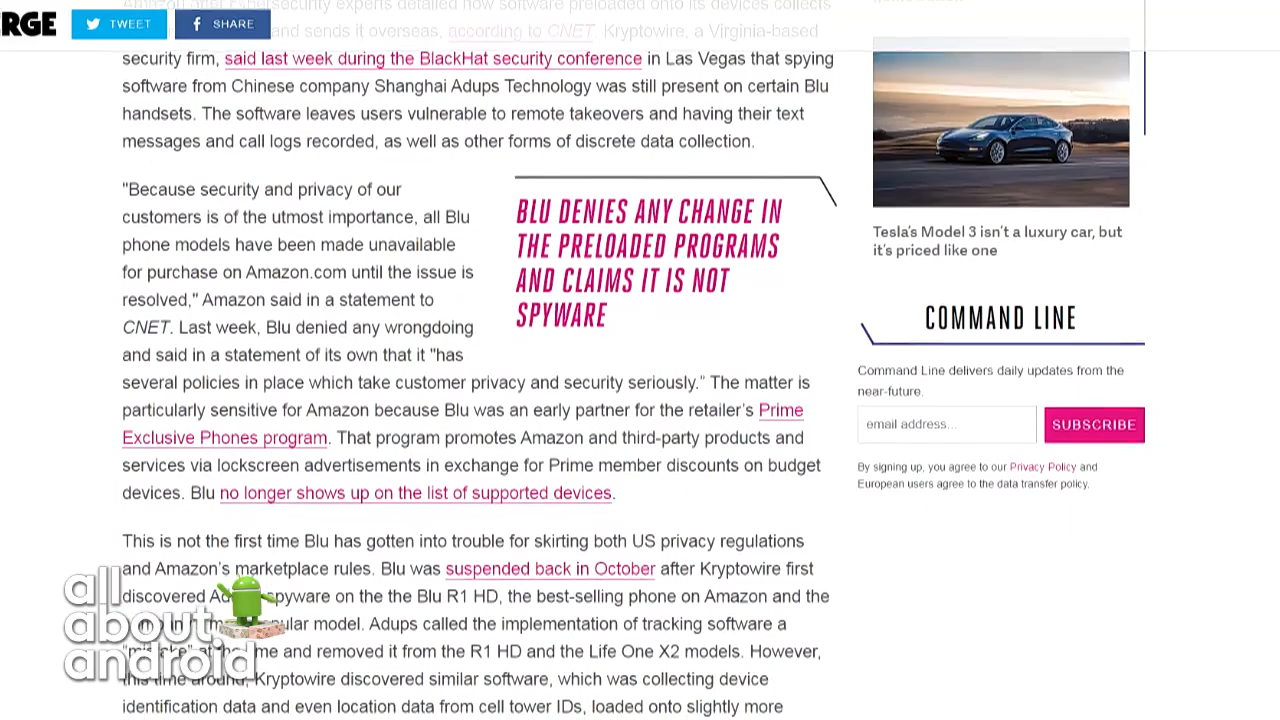 RGE
TWEET
SHARE
Amazon after cybersecurity experts detailed how software preloaded onto its devices collects
and sends it overseas, according to CNET. Kryptowire, a Virginia-based
security firm, said last week during the BlackHat security conference in Las Vegas that spying
software from Chinese company Shanghai Adups Technology was still present on certain Blu
handsets. The software leaves users vulnerable to remote takeovers and having their text
messages and call logs recorded, as well as other forms of discrete data collection.
"Because security and privacy of our
customers is of the utmost importance, all Blu
phone models have been made unavailable
for purchase on Amazon.com until the issue is
resolved," Amazon said in a statement to
CNET. Last week, Blu denied any wrongdoing
and said in a statement of its own that it "has
several policies in place which take customer privacy and security seriously." The matter is
particularly sensitive for Amazon because Blu was an early partner for the retailer's Prime
Exclusive Phones program. That program promotes Amazon and third-party products and
services via lockscreen advertisements in exchange for Prime member discounts on budget
devices. Blu no longer shows up on the list of supported devices.
BLU DENIES ANY CHANGE IN
THE PRELOADED PROGRAMS
AND CLAIMS IT IS NOT
SPYWARE
This is not the first time Blu has gotten into trouble for skirting both US privacy regulations
and Amazon's marketplace rules. Blu was suspended back in October after Kryptowire first
discovered spyware on the the Blu R1 HD, the best-selling phone on Amazon and the
model. Adups called the implementation of tracking software a
"mistake" at the and removed it from the R1 HD and the Life One X2 models. However,
this time around, Kryptowire discovered similar software, which was collecting device
identification data and even location data from cell tower IDs, loaded onto slightly more
Tesla's Model 3 isn't a luxury car, but
it's priced like one
COMMAND LINE
Command Line delivers daily updates from the
near-future.
email address...
SUBSCRIBE
By signing up, you agree to our Privacy Policy and
European users agree to the data transfer policy.
all
about
android